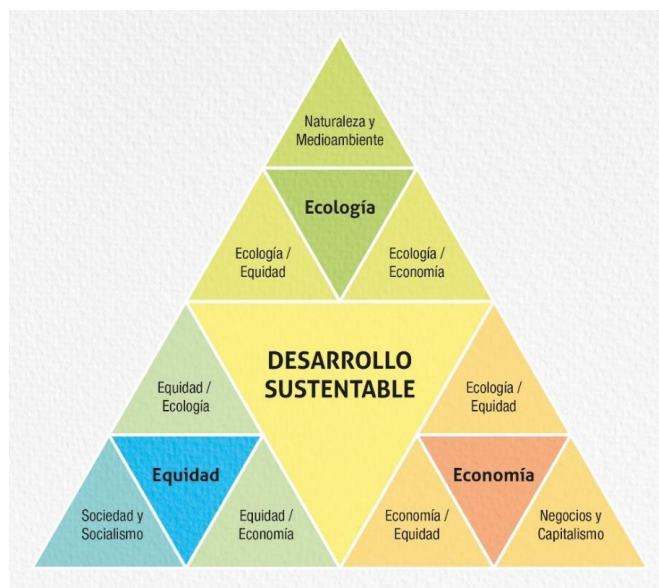 Naturaleza y
Medioambiente
Ecología
Ecología /
Equidad
Ecología /
Economía
DESARROLLO
SUSTENTABLE
Equidad /
Ecología
Ecología /
Equidad
Equidad
Economía
Sociedad y
Socialismo
Equidad /
Economía
Economía /
Equidad
Negocios y
Capitalismo